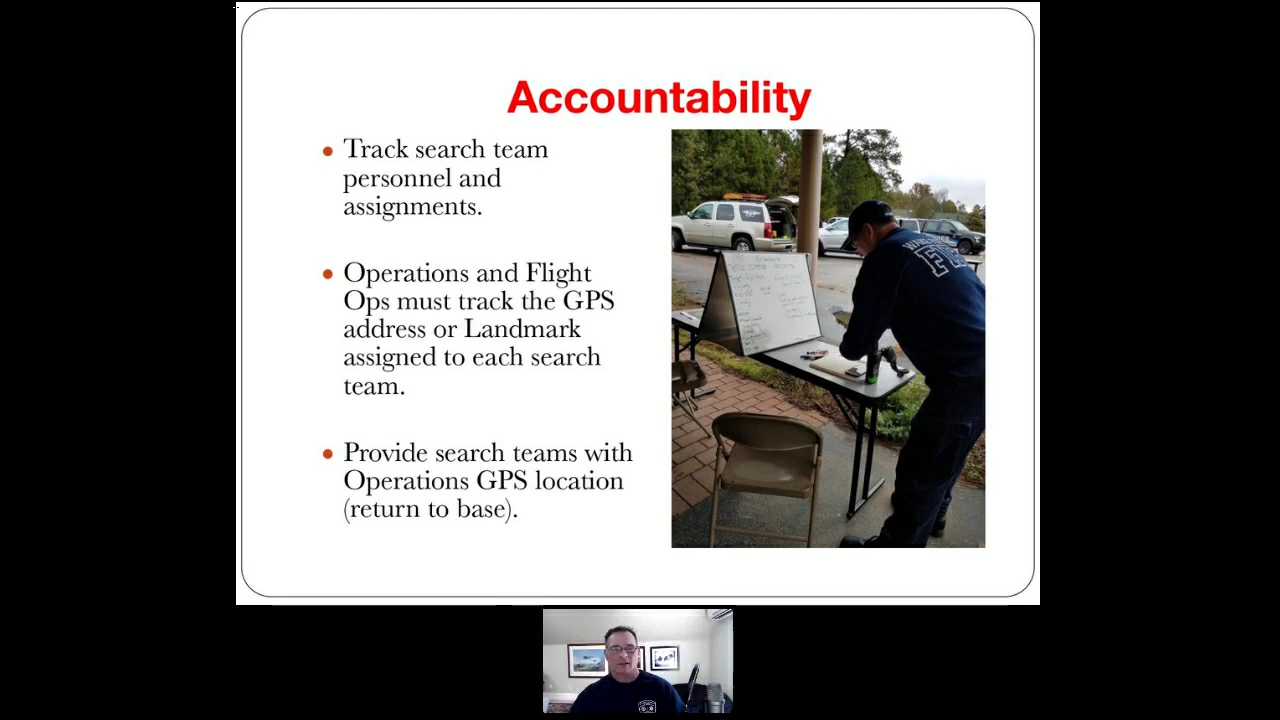 Accountability
• Track search team
personnel and
assignments.
• Operations and Flight
Ops must track the GPS
address or Landmark
assigned to each search
team.
• Provide search teams with
Operations GPS location
(return to base).